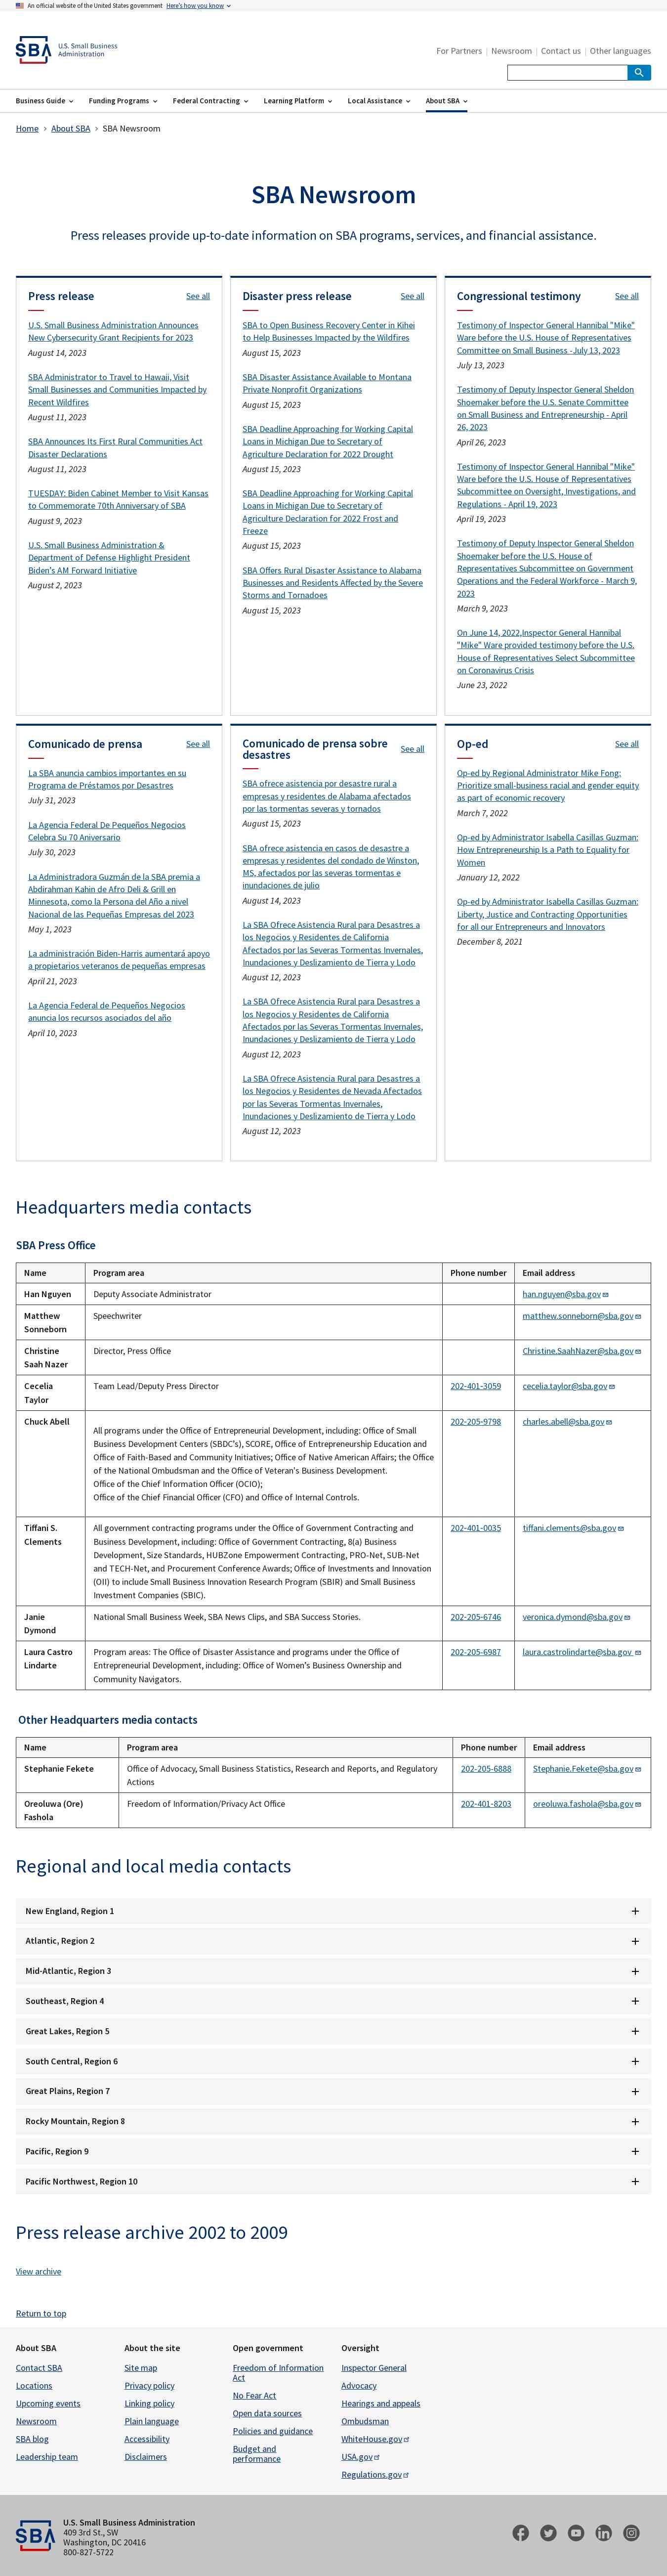 An official website of the United States government Here's how you know
SBA U.S. Small Business
Administration
For Partners | Newsroom | Contact us | Other languages
Business Guide Funding Programs Federal Contracting Learning Platform Local Assistance About SBA
Home › About SBA › SBA Newsroom
SBA Newsroom
Press releases provide up-to-date information on SBA programs, services, and financial assistance.
Press release See all
U.S. Small Business Administration Announces
New Cybersecurity Grant Recipients for 2023
August 14, 2023
SBA Administrator to Travel to Hawaii, Visit
Small Businesses and Communities Impacted by
Recent Wildfires
August 11, 2023
SBA Announces Its First Rural Communities Act
Disaster Declarations
August 11, 2023
TUESDAY: Biden Cabinet Member to Visit Kansas
to Commemorate 70th Anniversary of SBA
August 9, 2023
U.S. Small Business Administration &
Department of Defense Highlight President
Biden's AM Forward Initiative
August 2, 2023
Disaster press release See all
SBA to Open Business Recovery Center in Kihei
to Help Businesses Impacted by the Wildfires
August 15, 2023
SBA Disaster Assistance Available to Montana
Private Nonprofit Organizations
August 15, 2023
SBA Deadline Approaching for Working Capital
Loans in Michigan Due to Secretary of
Agriculture Declaration for 2022 Drought
August 15, 2023
SBA Deadline Approaching for Working Capital
Loans in Michigan Due to Secretary of
Agriculture Declaration for 2022 Frost and
Freeze
August 15, 2023
SBA Offers Rural Disaster Assistance to Alabama
Businesses and Residents Affected by the Severe
Storms and Tornadoes
August 15, 2023
Congressional testimony See all
Testimony of Inspector General Hannibal "Mike"
Ware before the U.S. House of Representatives
Committee on Small Business -July 13, 2023
July 13, 2023
Testimony of Deputy Inspector General Sheldon
Shoemaker before the U.S. Senate Committee
on Small Business and Entrepreneurship - April
26, 2023
April 26, 2023
Testimony of Inspector General Hannibal "Mike"
Ware before the U.S. House of Representatives
Subcommittee on Oversight, Investigations, and
Regulations - April 19, 2023
April 19, 2023
Testimony of Deputy Inspector General Sheldon
Shoemaker before the U.S. House of
Representatives Subcommittee on Government
Operations and the Federal Workforce - March 9,
2023
March 9, 2023
On June 14, 2022,Inspector General Hannibal
"Mike" Ware provided testimony before the U.S.
House of Representatives Select Subcommittee
on Coronavirus Crisis
June 23, 2022
Comunicado de prensa See all
La SBA anuncia cambios importantes en su
Programa de Préstamos por Desastres
July 31, 2023
La Agencia Federal De Pequeños Negocios
Celebra Su 70 Aniversario
July 30, 2023
La Administradora Guzmán de la SBA premia a
Abdirahman Kahin de Afro Deli & Grill en
Minnesota, como la Persona del Año a nivel
Nacional de las Pequeñas Empresas del 2023
May 1, 2023
La administración Biden-Harris aumentará apoyo
a propietarios veteranos de pequeñas empresas
April 21, 2023
La Agencia Federal de Pequeños Negocios
anuncia los recursos asociados del año
April 10, 2023
Comunicado de prensa sobre
desastres See all
SBA ofrece asistencia por desastre rural a
empresas y residentes de Alabama afectados
por las tormentas severas y tornados
August 15, 2023
SBA ofrece asistencia en casos de desastre a
empresas y residentes del condado de Winston,
MS, afectados por las severas tormentas e
inundaciones de julio
August 14, 2023
La SBA Ofrece Asistencia Rural para Desastres a
los Negocios y Residentes de California
Afectados por las Severas Tormentas Invernales,
Inundaciones y Deslizamiento de Tierra y Lodo
August 12, 2023
La SBA Ofrece Asistencia Rural para Desastres a
los Negocios y Residentes de California
Afectados por las Severas Tormentas Invernales,
Inundaciones y Deslizamiento de Tierra y Lodo
August 12, 2023
La SBA Ofrece Asistencia Rural para Desastres a
los Negocios y Residentes de Nevada Afectados
por las Severas Tormentas Invernales,
Inundaciones y Deslizamiento de Tierra y Lodo
August 12, 2023
Op-ed See all
Op-ed by Regional Administrator Mike Fong:
Prioritize small-business racial and gender equity
as part of economic recovery
March 7, 2022
Op-ed by Administrator Isabella Casillas Guzman:
How Entrepreneurship Is a Path to Equality for
Women
January 12, 2022
Op-ed by Administrator Isabella Casillas Guzman:
Liberty, Justice and Contracting Opportunities
for all our Entrepreneurs and Innovators
December 8, 2021
Headquarters media contacts
SBA Press Office
Name Program area Phone number Email address
Han Nguyen Deputy Associate Administrator han.nguyen@sba.gov
Matthew
Sonneborn Speechwriter matthew.sonneborn@sba.gov
Christine
Saah Nazer Director, Press Office Christine.SaahNazer@sba.gov
Cecelia
Taylor Team Lead/Deputy Press Director 202-401-3059 cecelia.taylor@sba.gov
Chuck Abell 202-205-9798 charles.abell@sba.gov
All programs under the Office of Entrepreneurial Development, including: Office of Small
Business Development Centers (SBDC's), SCORE, Office of Entrepreneurship Education and
Office of Faith-Based and Community Initiatives; Office of Native American Affairs; the Office
of the National Ombudsman and the Office of Veteran's Business Development.
Office of the Chief Information Officer (OCIO);
Office of the Chief Financial Officer (CFO) and Office of Internal Controls.
Tiffani S.
Clements 202-401-0035 tiffani.clements@sba.gov
All government contracting programs under the Office of Government Contracting and
Business Development, including: Office of Government Contracting, 8(a) Business
Development, Size Standards, HUBZone Empowerment Contracting, PRO-Net, SUB-Net
and TECH-Net, and Procurement Conference Awards; Office of Investments and Innovation
(OII) to include Small Business Innovation Research Program (SBIR) and Small Business
Investment Companies (SBIC).
Janie
Dymond National Small Business Week, SBA News Clips, and SBA Success Stories. 202-205-6746 veronica.dymond@sba.gov
Laura Castro
Lindarte 202-205-6987 laura.castrolindarte@sba.gov
Program areas: The Office of Disaster Assistance and programs under the Office of
Entrepreneurial Development, including: Office of Women's Business Ownership and
Community Navigators.
Other Headquarters media contacts
Name Program area Phone number Email address
Stephanie Fekete Office of Advocacy, Small Business Statistics, Research and Reports, and Regulatory
Actions 202-205-6888 Stephanie.Fekete@sba.gov
Oreoluwa (Ore)
Fashola Freedom of Information/Privacy Act Office 202-401-8203 oreoluwa.fashola@sba.gov
Regional and local media contacts
New England, Region 1
Atlantic, Region 2
Mid-Atlantic, Region 3
Southeast, Region 4
Great Lakes, Region 5
South Central, Region 6
Great Plains, Region 7
Rocky Mountain, Region 8
Pacific, Region 9
Pacific Northwest, Region 10
Press release archive 2002 to 2009
View archive
Return to top
About SBA
Contact SBA
Locations
Upcoming events
Newsroom
SBA blog
Leadership team
About the site
Site map
Privacy policy
Linking policy
Plain language
Accessibility
Disclaimers
Open government
Freedom of Information
Act
No Fear Act
Open data sources
Policies and guidance
Budget and
performance
Oversight
Inspector General
Advocacy
Hearings and appeals
Ombudsman
WhiteHouse.gov
USA.gov
Regulations.gov
SBA
U.S. Small Business Administration
409 3rd St., SW
Washington, DC 20416
800-827-5722